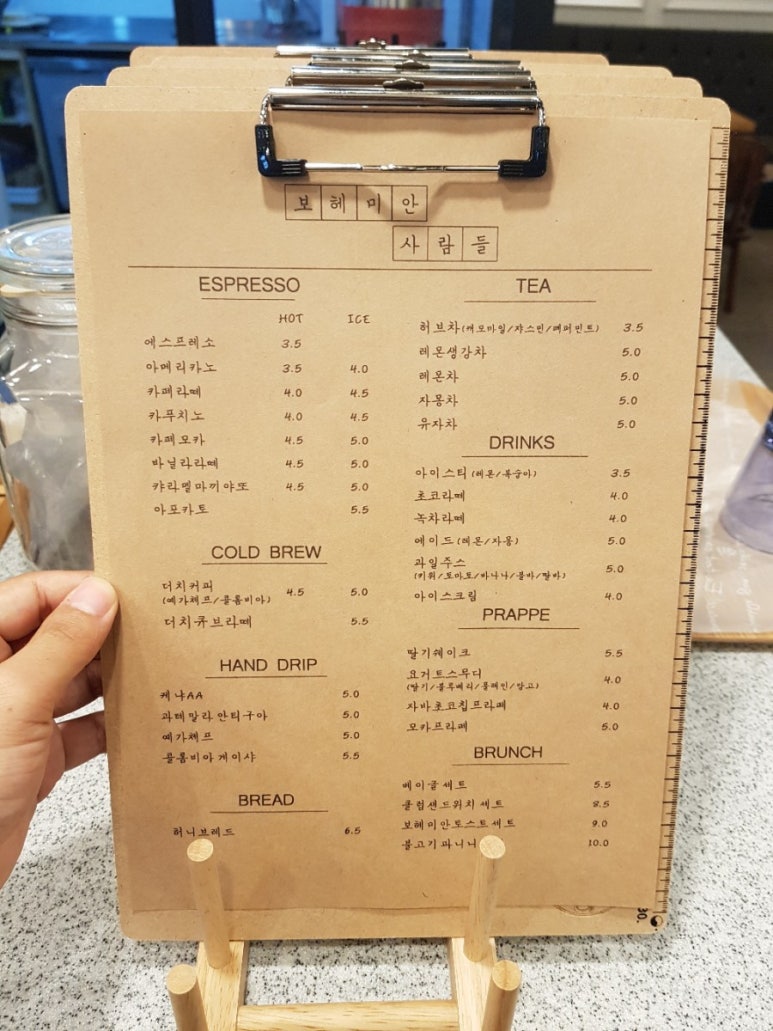 보헤미안
사람들
ESPRESSO
HOT ICE
에스프레소 3.5
아메리카노 3.5 4.0
카페라떼 4.0 4.5
카푸치노 4.0 4.5
카페모카 4.5 5.0
바닐라라떼 4.5 5.0
캬라멜마끼야또 4.5 5.0
아포카토 5.5
COLD BREW
더치커피 4.5 5.0
(예가체프/콜롬비아)
더치큐브라떼 5.5
HAND DRIP
케냐AA 5.0
과테말라 안티구아 5.0
예가체프 5.0
콜롬비아 게이샤 5.5
BREAD
허니브레드 6.5
TEA
허브차(캐모마일/쟈스민/페퍼민트) 3.5
레몬생강차 5.0
레몬차 5.0
자몽차 5.0
유자차 5.0
DRINKS
아이스티(레몬/복숭아) 3.5
초코라떼 4.0
녹차라떼 4.0
에이드(레몬/자몽) 5.0
과일주스 5.0
(키위/토마토/바나나/불바/딸바)
아이스크림 4.0
PRAPPE
딸기쉐이크 5.5
요거트스무디 4.0
(딸기/블루베리/플레인/망고)
자바초코칩프라페 4.0
모카프라페 5.0
BRUNCH
베이글세트 5.5
클럽샌드위치세트 8.5
보헤미안토스트세트 9.0
불고기파니니 10.0
30.